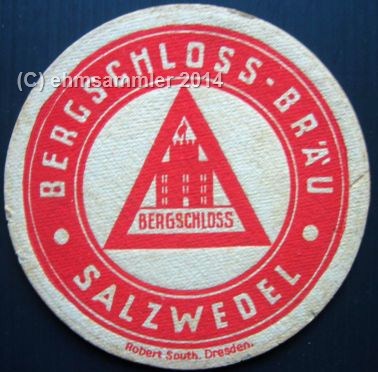 (C) ehmsammler 2014
BERGSCHLOSS-BRÄU
BERGSCHLOSS
• SALZWEDEL •
Robert South. Dresden.